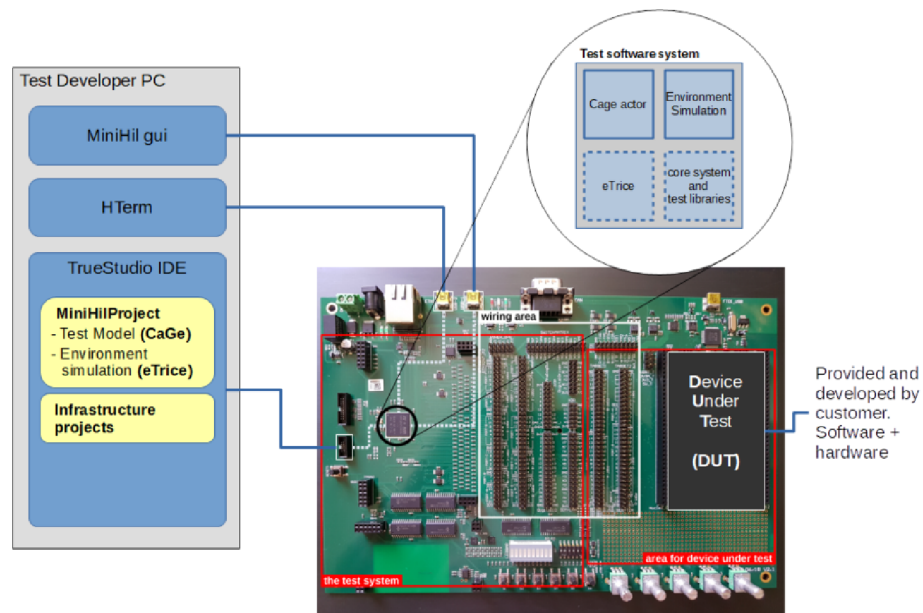 Test software system
Cage actor
Environment
Simulation
eTrice
core system
and
test libraries
Test Developer PC
MiniHil gui
HTerm
TrueStudio IDE
MiniHilProject
- Test Model (CaGe)
- Environment
simulation (eTrice)
Infrastructure
projects
wiring area
Device
Under
Test
(DUT)
Provided and
developed by
customer.
Software +
hardware
area for device under test
the test system